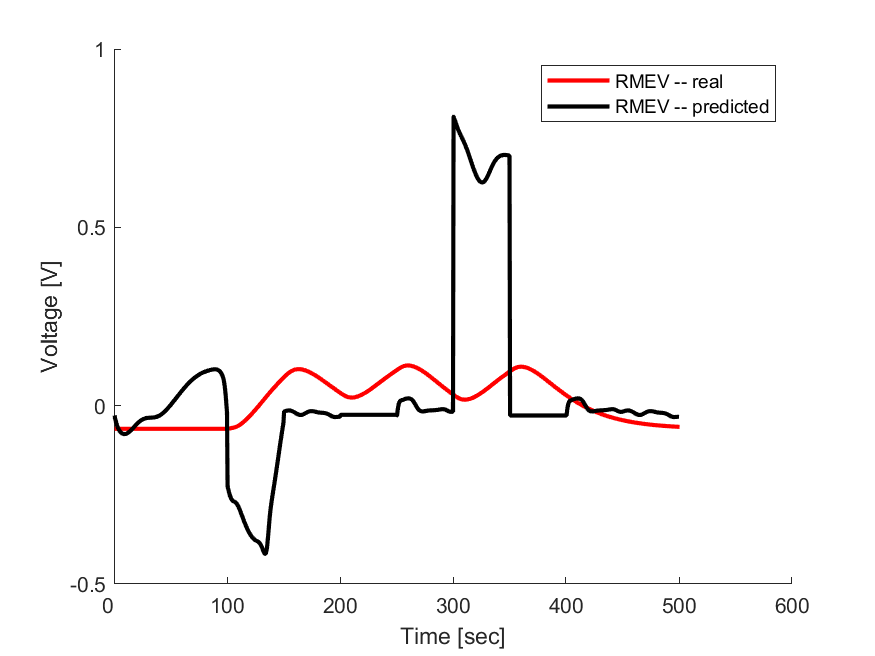 1
0.5
0
-0.5
Voltage [V]
RMEV -- real
RMEV -- predicted
0 100 200 300 400 500 600
Time [sec]